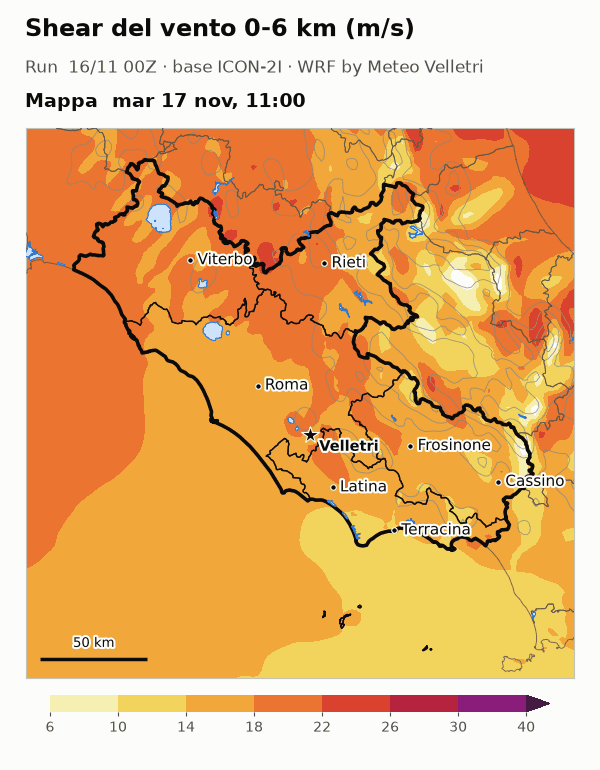 Shear del vento 0-6 km (m/s)
Run  16/11 00Z · base ICON-2I · WRF by Meteo Velletri
Mappa  mar 17 nov, 11:00
Viterbo
Rieti
Roma
Velletri
Frosinone
Latina
Cassino
Terracina
50 km
6 10 14 18 22 26 30 40